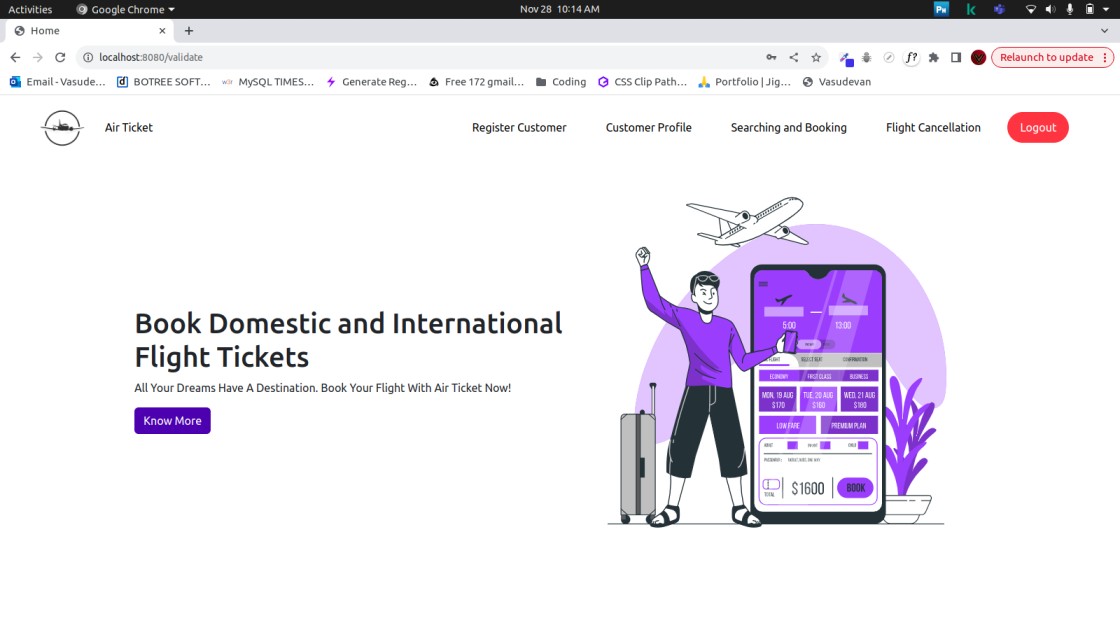 Activities
Google Chrome
Nov 28 10:14 AM
Home
localhost:8080/validate
Relaunch to update
Email - Vasude...
BOTREE SOFT...
MySQL TIMES...
Generate Reg...
Free 172 gmail...
Coding
CSS Clip Path...
Portfolio | Jig...
Vasudevan
Air Ticket
Register Customer
Customer Profile
Searching and Booking
Flight Cancellation
Logout
Book Domestic and International
Flight Tickets
All Your Dreams Have A Destination. Book Your Flight With Air Ticket Now!
Know More
5:00
13:00
SELECT SEAT
CONFIRMATION
ECONOMY
FIRST CLASS
BUSINESS
MON, 19 AUG
$170
TUE, 20 AUG
$160
WED, 21 AUG
$180
LOW FARE
PREMIUM PLAN
TOTAL
$1600
BOOK